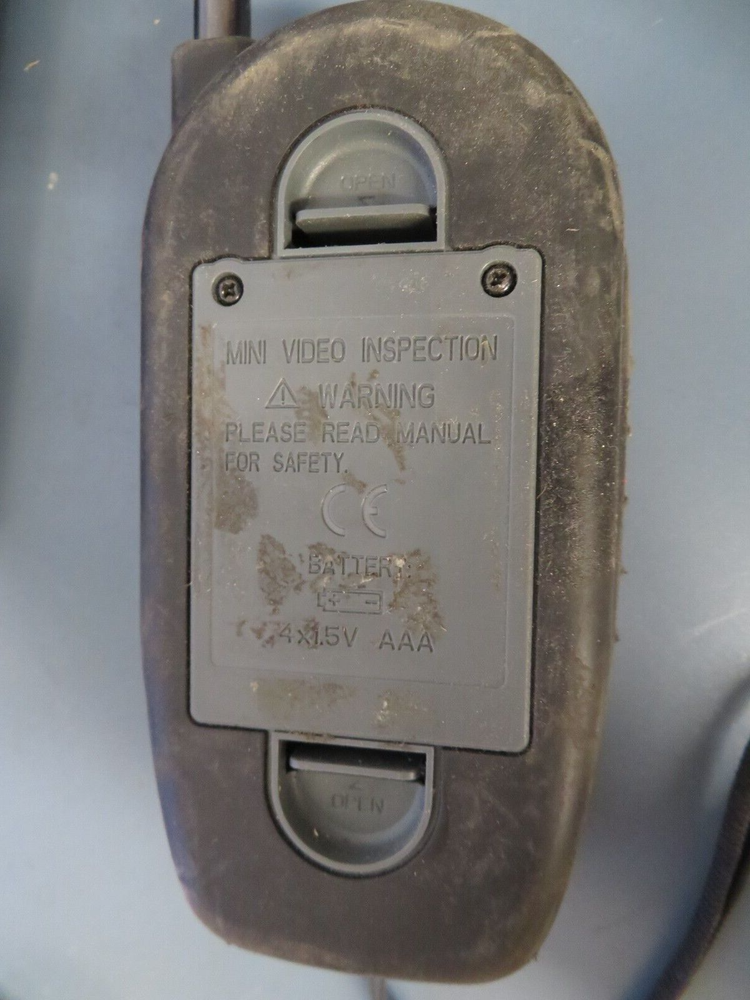 OPEN
MINI VIDEO INSPECTION
⚠ WARNING
PLEASE READ MANUAL
FOR SAFETY.
CE
BATTERY:
+ -
4x1.5V AAA
OPEN